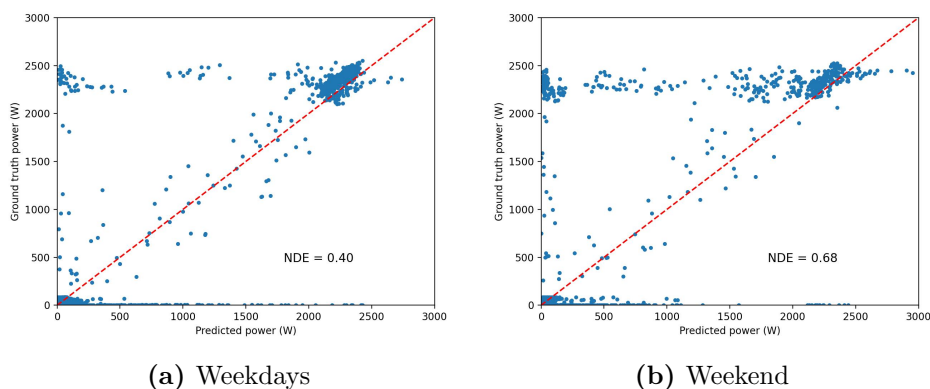 3000
2500
2000
1500
1000
500
0
Ground truth power (W)
NDE = 0.40
0 500 1000 1500 2000 2500 3000
Predicted power (W)
(a) Weekdays
3000
2500
2000
1500
1000
500
0
Ground truth power (W)
NDE = 0.68
0 500 1000 1500 2000 2500 3000
Predicted power (W)
(b) Weekend